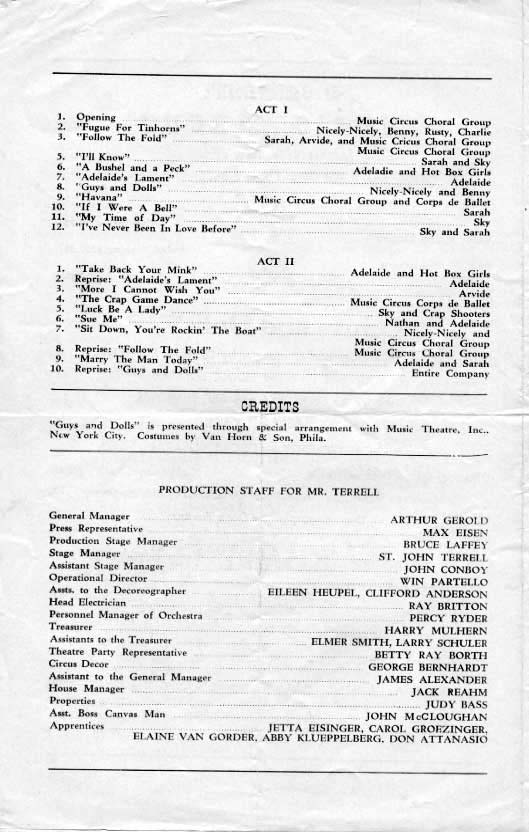 ACT I
1. Opening Music Circus Choral Group
2. "Fugue For Tinhorns" Nicely-Nicely, Benny, Rusty, Charlie
3. "Follow The Fold" Sarah, Arvide, and Music Cricus Choral Group
Music Circus Choral Group
5. "I'll Know" Sarah and Sky
6. "A Bushel and a Peck" Adeladie and Hot Box Girls
7. "Adelaide's Lament" Adelaide
8. "Guys and Dolls" Nicely-Nicely and Benny
9. "Havana" Music Circus Choral Group and Corps de Ballet
10. "If I Were A Bell" Sarah
11. "My Time of Day" Sky
12. "I've Never Been In Love Before" Sky and Sarah
ACT II
1. "Take Back Your Mink" Adelaide and Hot Box Girls
2. Reprise: "Adelaide's Lament" Adelaide
3. "More I Cannot Wish You" Arvide
4. "The Crap Game Dance" Music Circus Corps de Ballet
5. "Luck Be A Lady" Sky and Crap Shooters
6. "Sue Me" Nathan and Adelaide
7. "Sit Down, You're Rockin' The Boat" Nicely-Nicely and
Music Circus Choral Group
8. Reprise: "Follow The Fold" Music Circus Choral Group
9. "Marry The Man Today" Adelaide and Sarah
10. Reprise: "Guys and Dolls" Entire Company
CREDITS
"Guys and Dolls" is presented through special arrangement with Music Theatre, Inc.,
New York City. Costumes by Van Horn & Son, Phila.
PRODUCTION STAFF FOR MR. TERRELL
General Manager ARTHUR GEROLD
Press Representative MAX EISEN
Production Stage Manager BRUCE LAFFEY
Stage Manager ST. JOHN TERRELL
Assistant Stage Manager JOHN CONBOY
Operational Director WIN PARTELLO
Assts. to the Decoreographer EILEEN HEUPEL, CLIFFORD ANDERSON
Head Electrician RAY BRITTON
Personnel Manager of Orchestra PERCY RYDER
Treasurer HARRY MULHERN
Assistants to the Treasurer ELMER SMITH, LARRY SCHULER
Theatre Party Representative BETTY RAY BORTH
Circus Decor GEORGE BERNHARDT
Assistant to the General Manager JAMES ALEXANDER
House Manager JACK REAHM
Properties JUDY BASS
Asst. Boss Canvas Man JOHN McCLOUGHAN
Apprentices JETTA EISINGER, CAROL GROEZINGER,
ELAINE VAN GORDER, ABBY KLUEPPELBERG, DON ATTANASIO